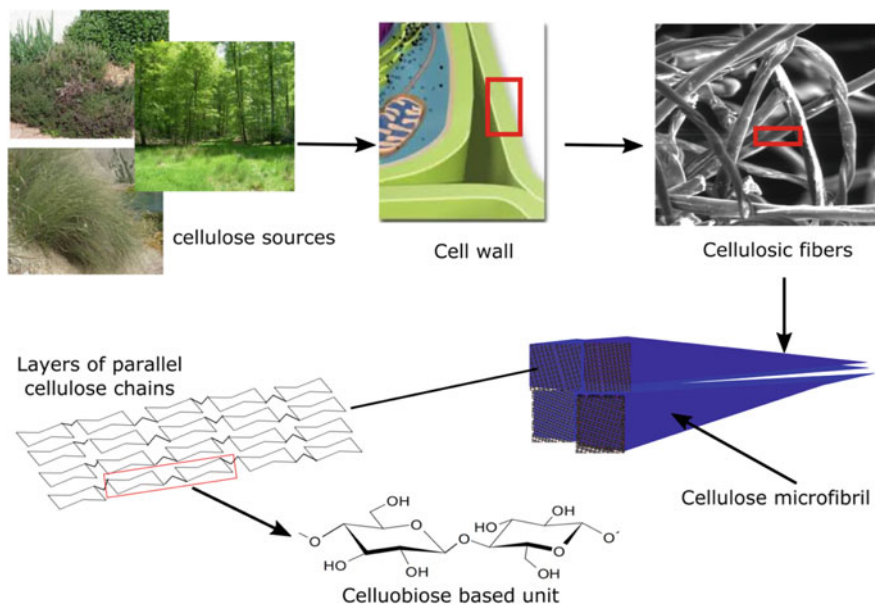 cellulose sources
Cell wall
Cellulosic fibers
Layers of parallel
cellulose chains
Cellulose microfibril
OH
O
O
OH
OH
O
HO
OH
O
O
OH
OH
Celluobiose based unit